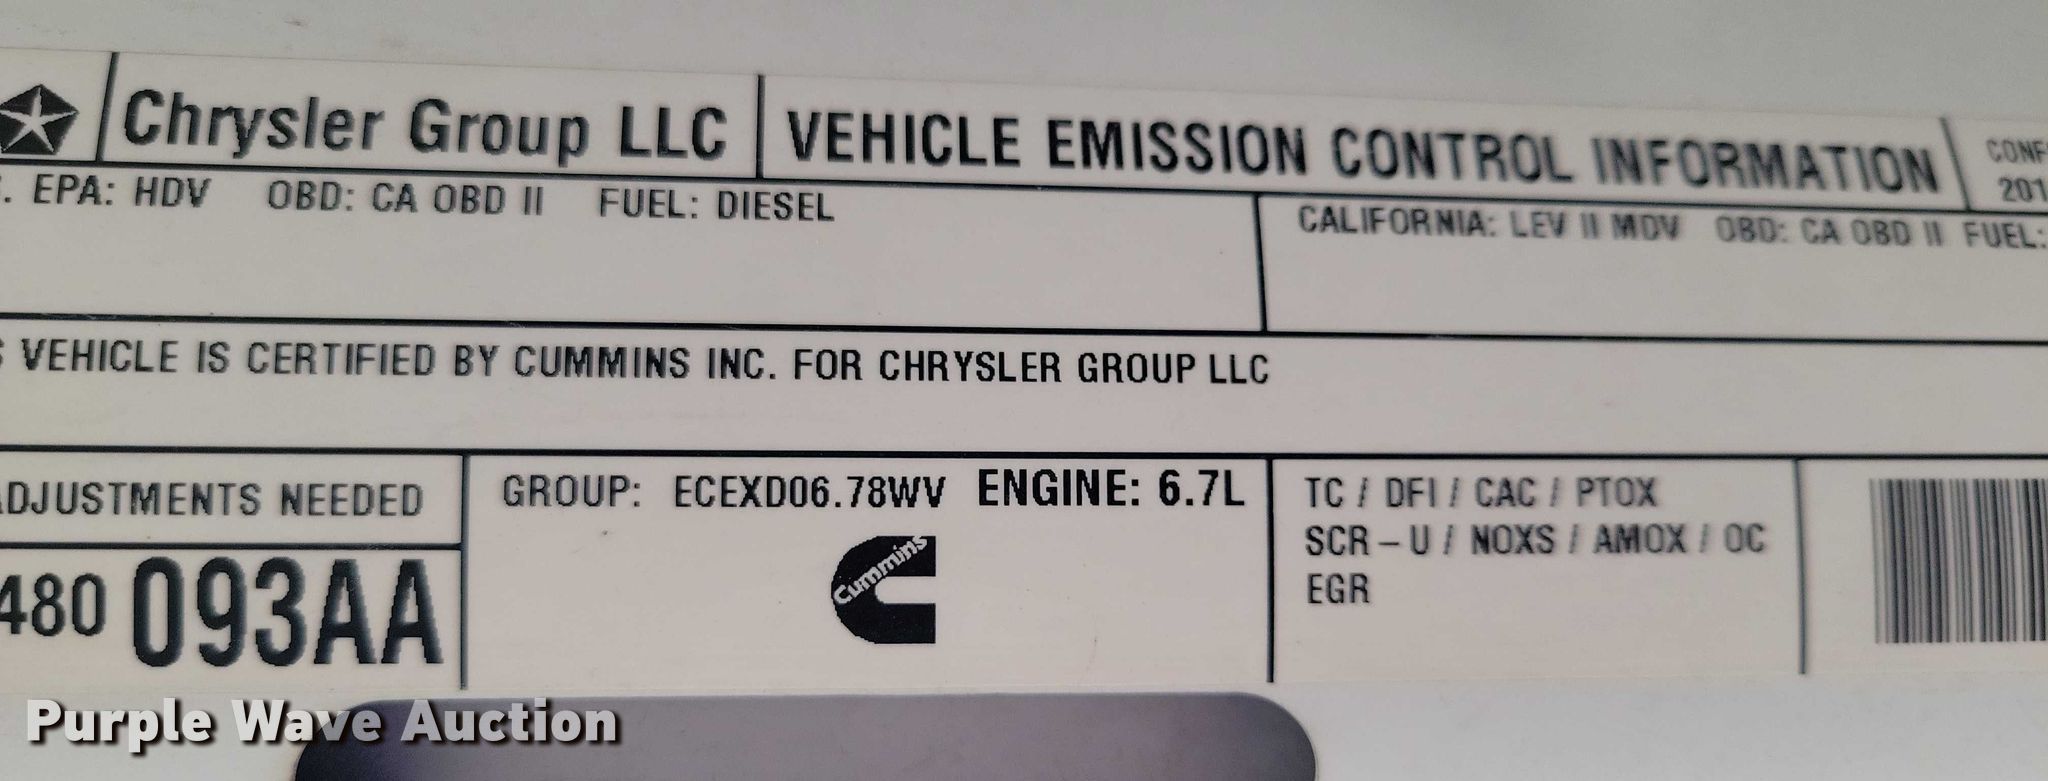 Chrysler Group LLC VEHICLE EMISSION CONTROL INFORMATION
. EPA: HDV OBD: CA OBD II FUEL: DIESEL
CALIFORNIA: LEV II MDV OBD: CA OBD II FUEL:
VEHICLE IS CERTIFIED BY CUMMINS INC. FOR CHRYSLER GROUP LLC
ADJUSTMENTS NEEDED
480 093AA
GROUP: ECEXD06.78WV ENGINE: 6.7L
Cummins
TC / DFI / CAC / PTOX
SCR – U / NOXS / AMOX / OC
EGR
Purple Wave Auction